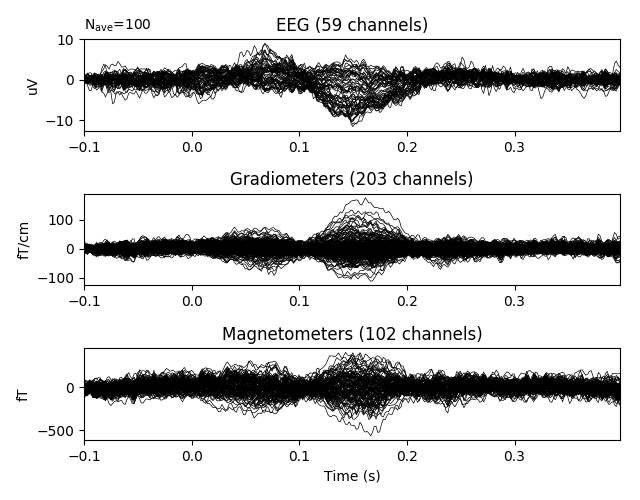 N_ave=100
EEG (59 channels)
10
0
−10
uV
−0.1 0.0 0.1 0.2 0.3
Gradiometers (203 channels)
100
0
−100
fT/cm
−0.1 0.0 0.1 0.2 0.3
Magnetometers (102 channels)
0
−500
fT
−0.1 0.0 0.1 0.2 0.3
Time (s)